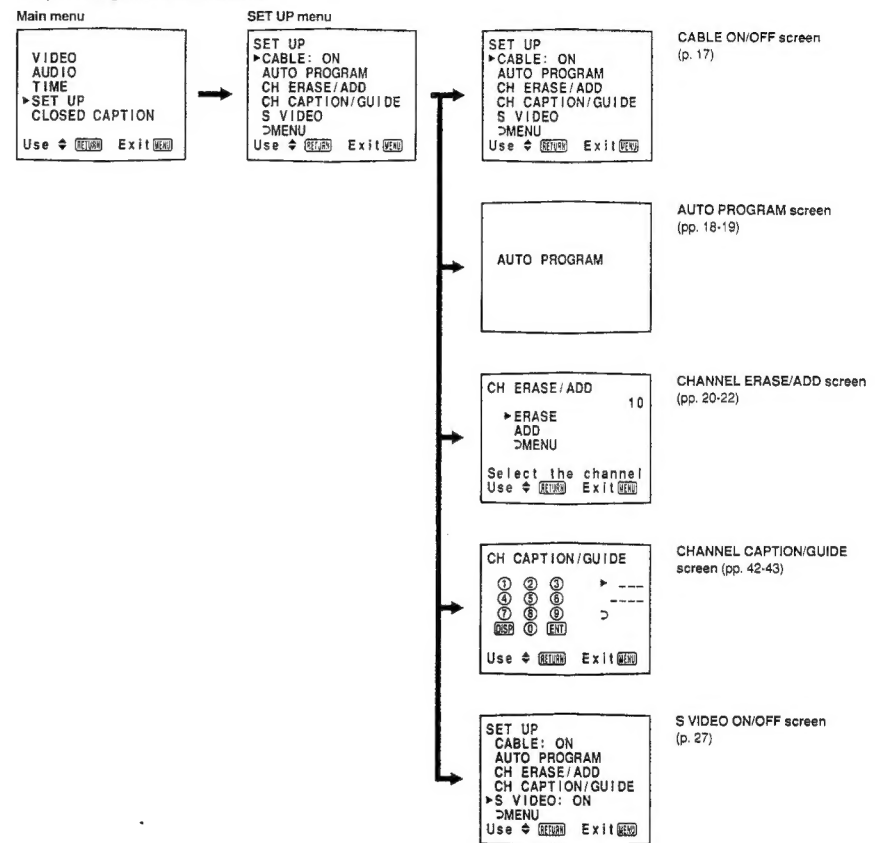 Main menu
VIDEO
AUDIO
TIME
►SET UP
CLOSED CAPTION
Use ♦ RETURN Exit MENU
SET UP menu
SET UP
►CABLE: ON
AUTO PROGRAM
CH ERASE/ADD
CH CAPTION/GUIDE
S VIDEO
⊃MENU
Use ♦ RETURN Exit MENU
SET UP
►CABLE: ON
AUTO PROGRAM
CH ERASE/ADD
CH CAPTION/GUIDE
S VIDEO
⊃MENU
Use ♦ RETURN Exit MENU
CABLE ON/OFF screen
(p. 17)
AUTO PROGRAM
AUTO PROGRAM screen
(pp. 18-19)
CH ERASE/ADD
10
►ERASE
ADD
⊃MENU
Select the channel
Use ♦ RETURN Exit MENU
CHANNEL ERASE/ADD screen
(pp. 20-22)
CH CAPTION/GUIDE
① ② ③ ► ---
④ ⑤ ⑥ ----
⑦ ⑧ ⑨ ⊃
DISP ⓪ ENT
Use ♦ RETURN Exit MENU
CHANNEL CAPTION/GUIDE
screen (pp. 42-43)
SET UP
CABLE: ON
AUTO PROGRAM
CH ERASE/ADD
CH CAPTION/GUIDE
►S VIDEO: ON
⊃MENU
Use ♦ RETURN Exit MENU
S VIDEO ON/OFF screen
(p. 27)